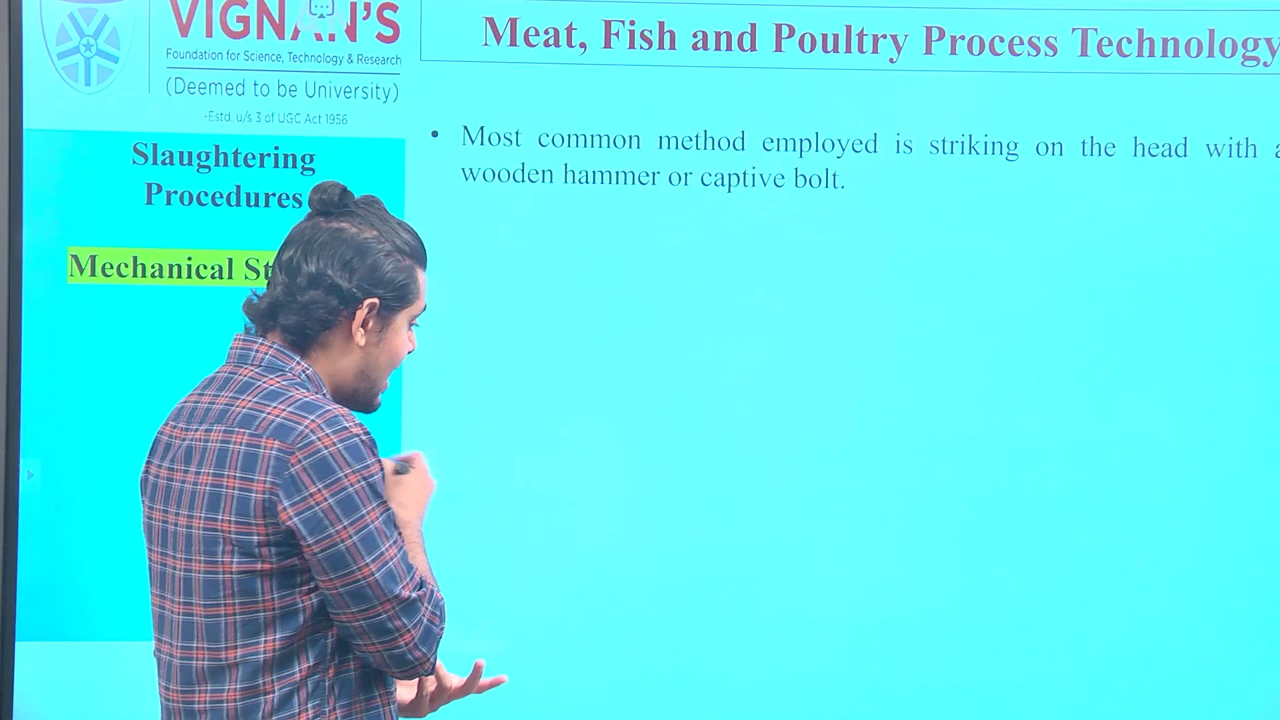 VIGNAN'S
Foundation for Science, Technology & Research
(Deemed to be University)
-Estd. u/s 3 of UGC Act 1956
Meat, Fish and Poultry Process Technology
Slaughtering
Procedures
Mechanical
• Most common method employed is striking on the head with a
wooden hammer or captive bolt.